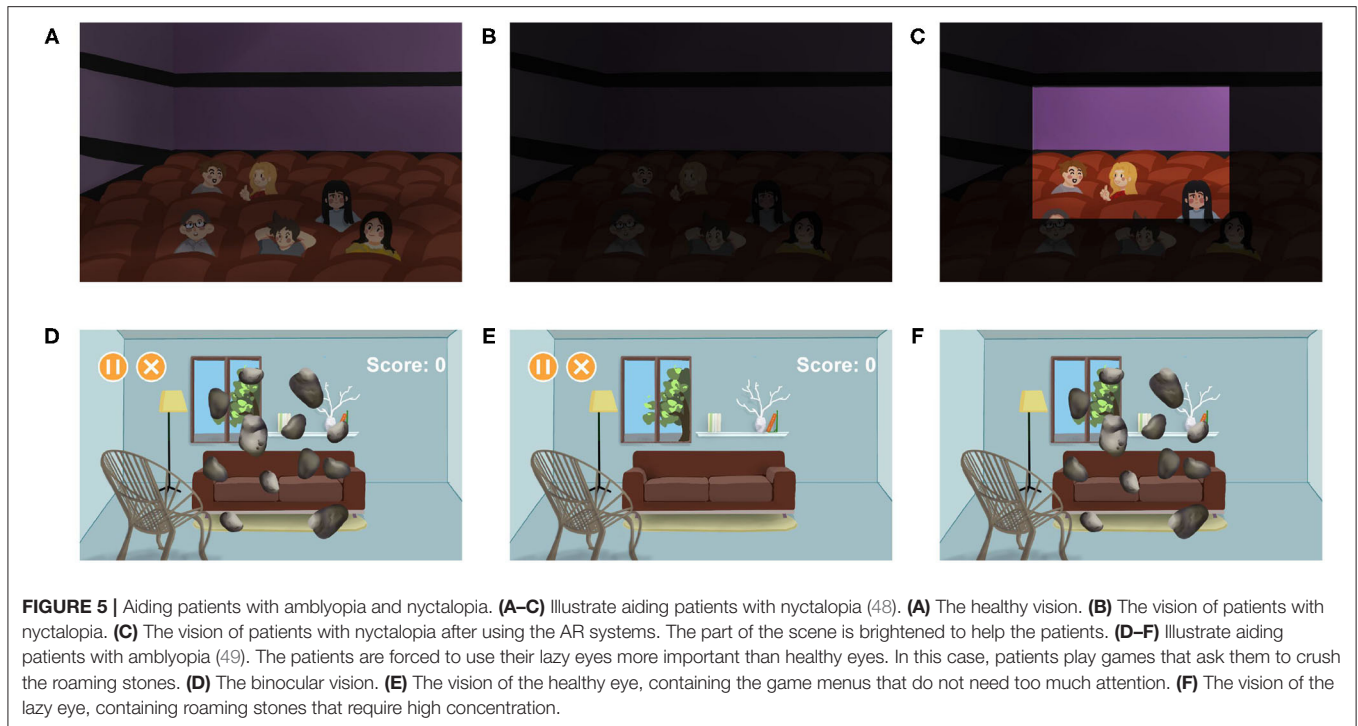 A
B
C
D
Score: 0
E
Score: 0
F
FIGURE 5 | Aiding patients with amblyopia and nyctalopia. (A–C) Illustrate aiding patients with nyctalopia (48). (A) The healthy vision. (B) The vision of patients with
nyctalopia. (C) The vision of patients with nyctalopia after using the AR systems. The part of the scene is brightened to help the patients. (D–F) Illustrate aiding
patients with amblyopia (49). The patients are forced to use their lazy eyes more important than healthy eyes. In this case, patients play games that ask them to crush
the roaming stones. (D) The binocular vision. (E) The vision of the healthy eye, containing the game menus that do not need too much attention. (F) The vision of the
lazy eye, containing roaming stones that require high concentration.